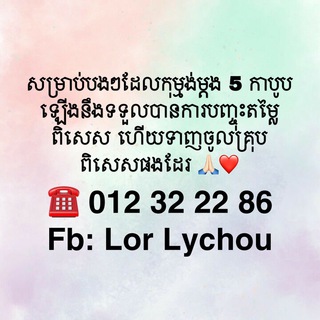 សម្រាប់បងៗដែលកុម្មង់ម្ដង 5 កាបូប
ឡើងនឹងទទួលបានការបញ្ចុះតម្លៃ
ពិសេស ហើយទាញចូលគ្រុប
ពិសេសផងដែរ 🙏🏻❤️
☎️ 012 32 22 86
Fb: Lor Lychou